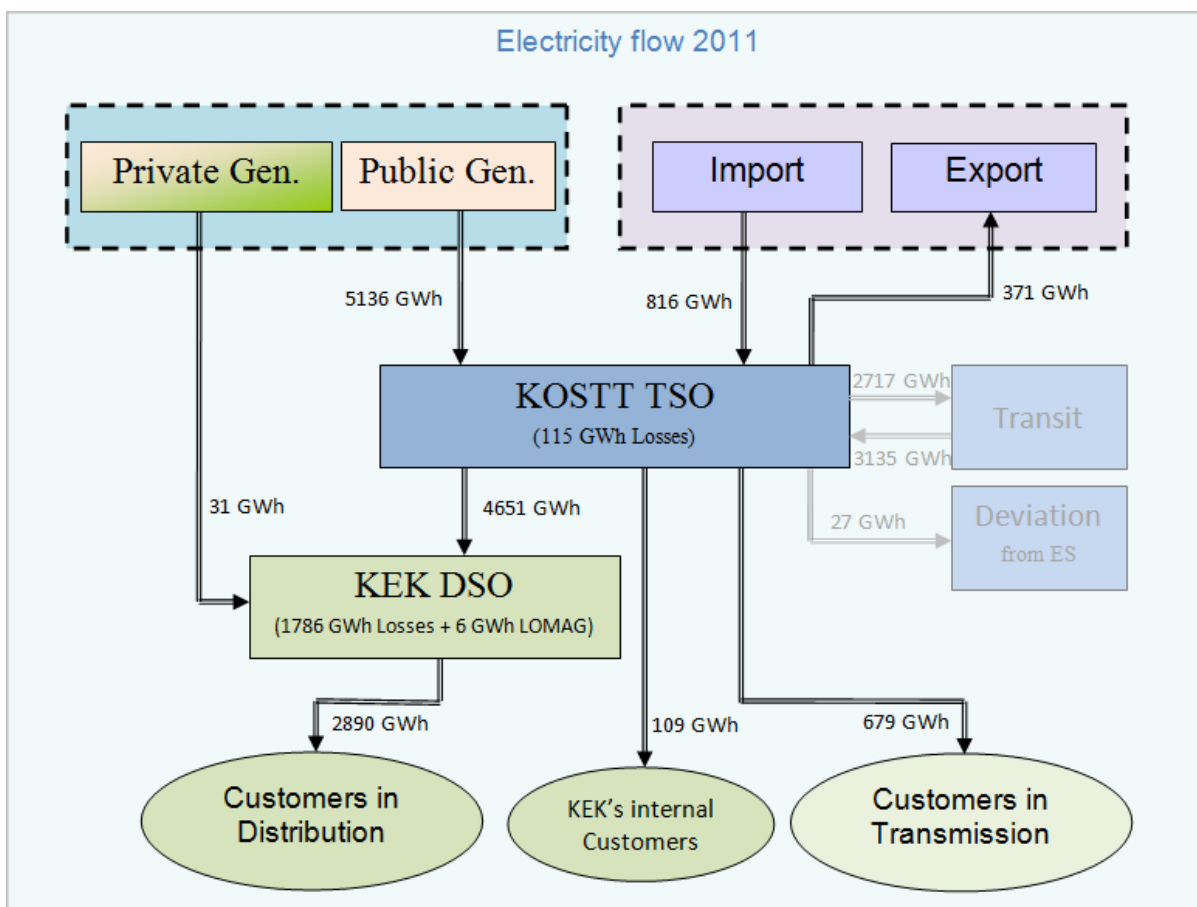 Electricity flow 2011
Private Gen.
Public Gen.
Import
Export
5136 GWh
816 GWh
371 GWh
KOSTT TSO
(115 GWh Losses)
2717 GWh
Transit
3135 GWh
31 GWh
4651 GWh
27 GWh
Deviation
from ES
KEK DSO
(1786 GWh Losses + 6 GWh LOMAG)
2890 GWh
109 GWh
679 GWh
Customers in
Distribution
KEK's internal
Customers
Customers in
Transmission